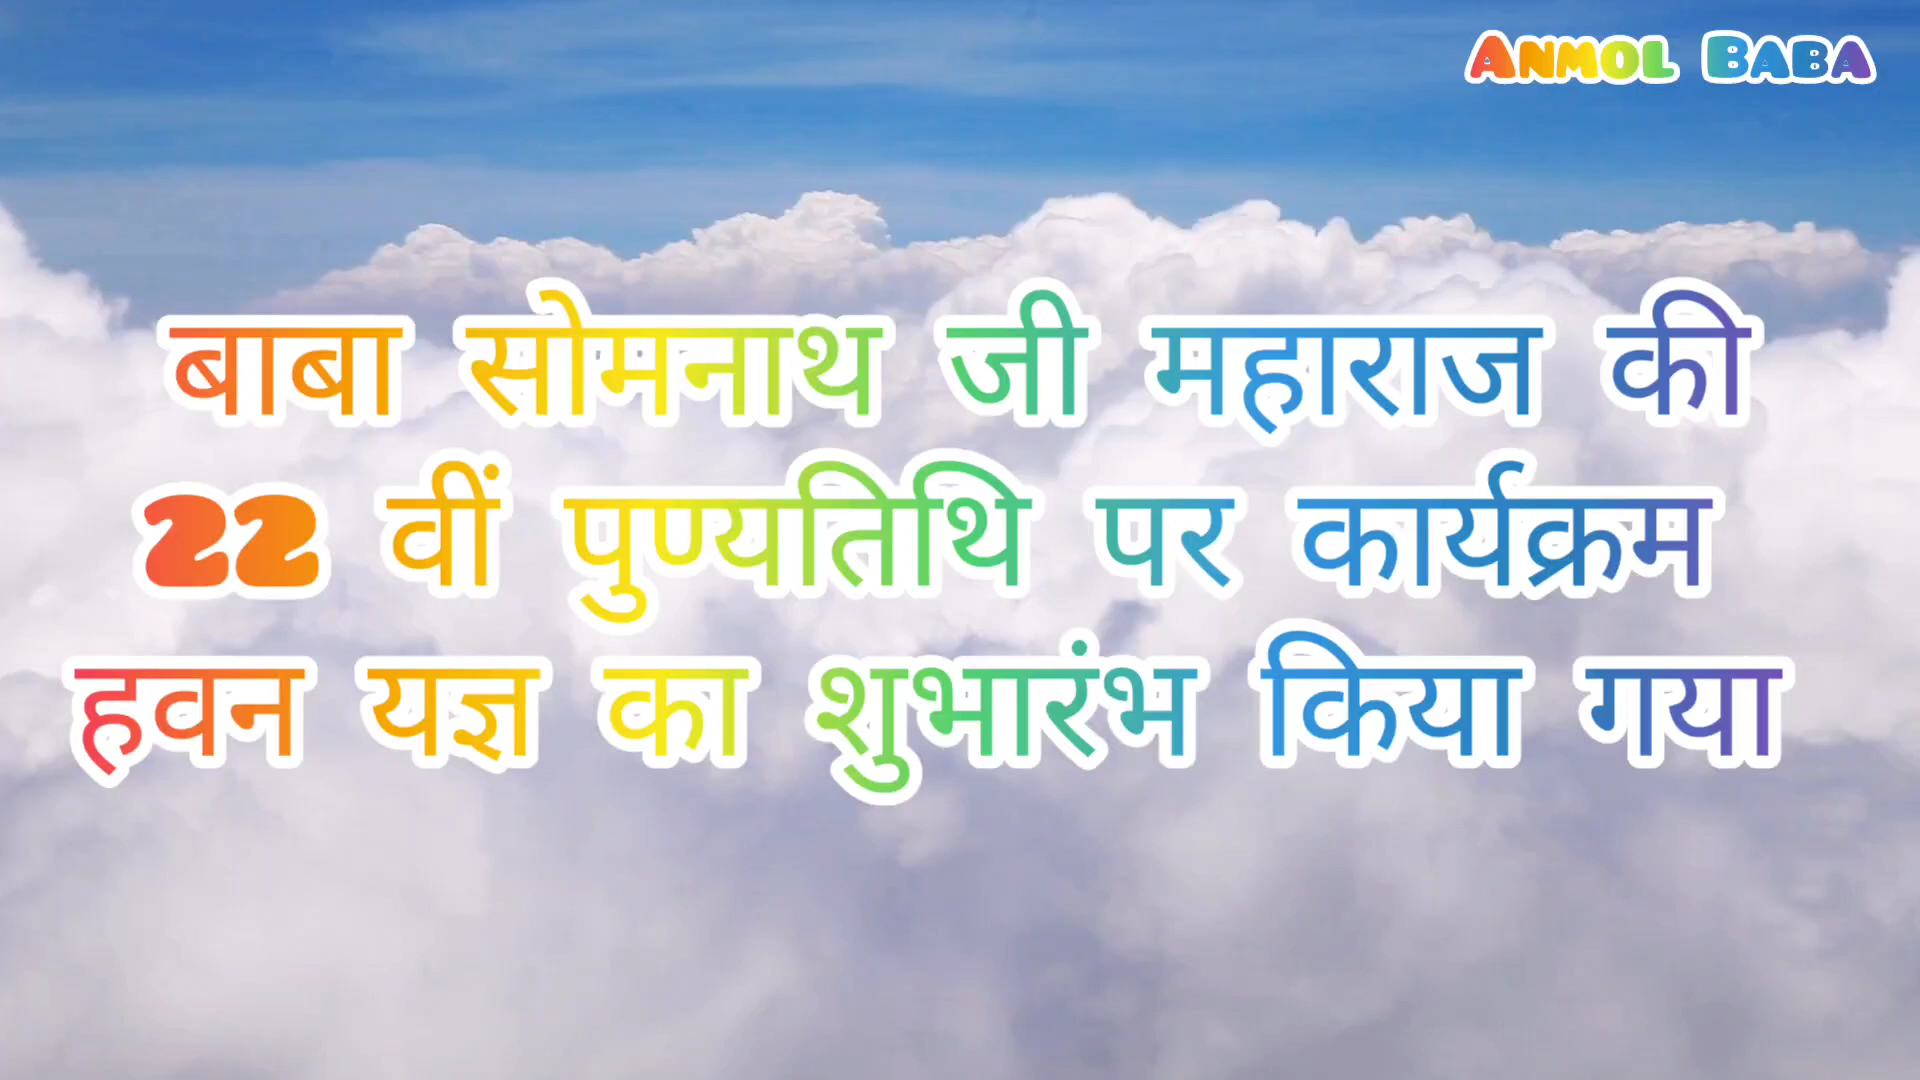 Anmol Baba
बाबा सोमनाथ जी महाराज की
22 वीं पुण्यतिथि पर कार्यक्रम
हवन यज्ञ का शुभारंभ किया गया